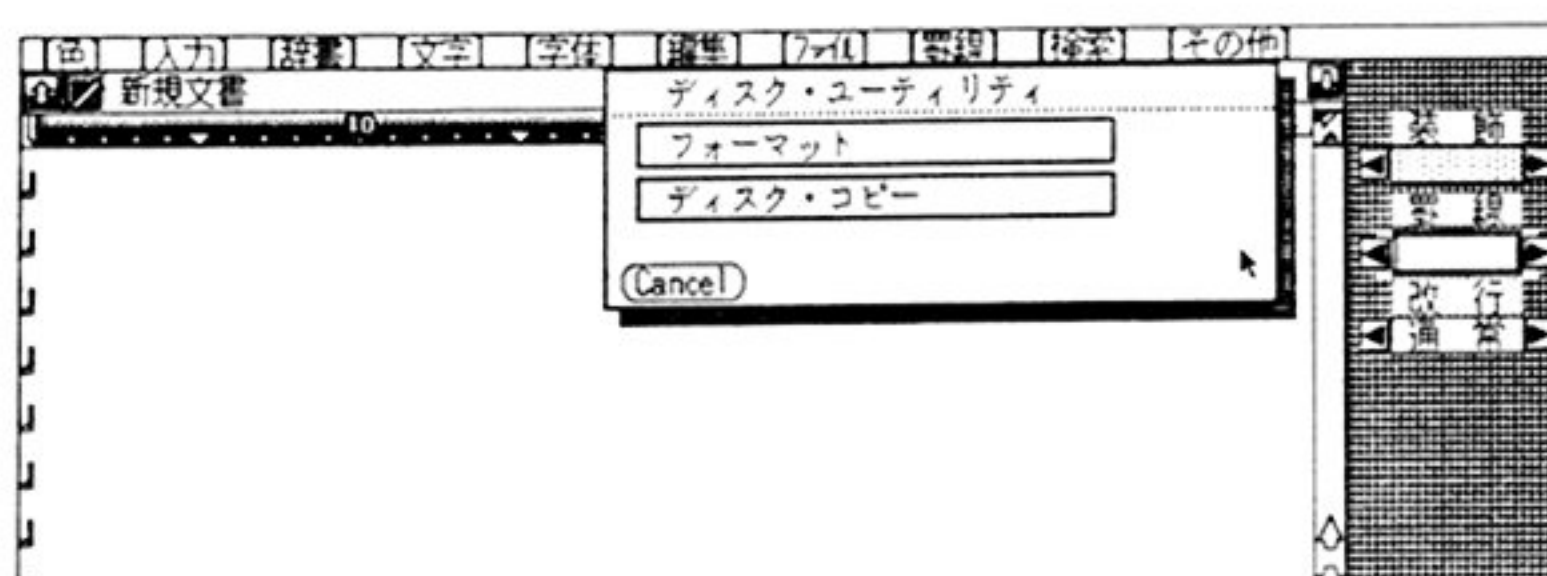 色 入力 辞書 文字 字体 編集 ファイル 罫線 検索 その他
新規文書
10
ディスク・ユーティリティ
フォーマット
ディスク・コピー
Cancel
装飾
罫線
改行
通常